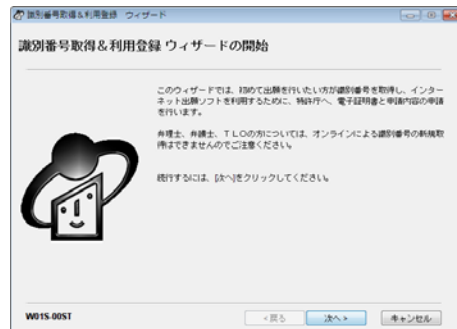 識別番号取得＆利用登録 ウィザード
識別番号取得＆利用登録 ウィザードの開始
このウィザードでは、初めて出願を行いたい方が識別番号を取得し、インター
ネット出願ソフトを利用するために、特許庁へ、電子証明書と申請内容の申請
を行います。
弁理士、弁護士、TLOの方については、オンラインによる識別番号の新規取
得はできませんのでご注意ください。
続行するには、[次へ]をクリックしてください。
W01S-00ST
<戻る
次へ>
キャンセル